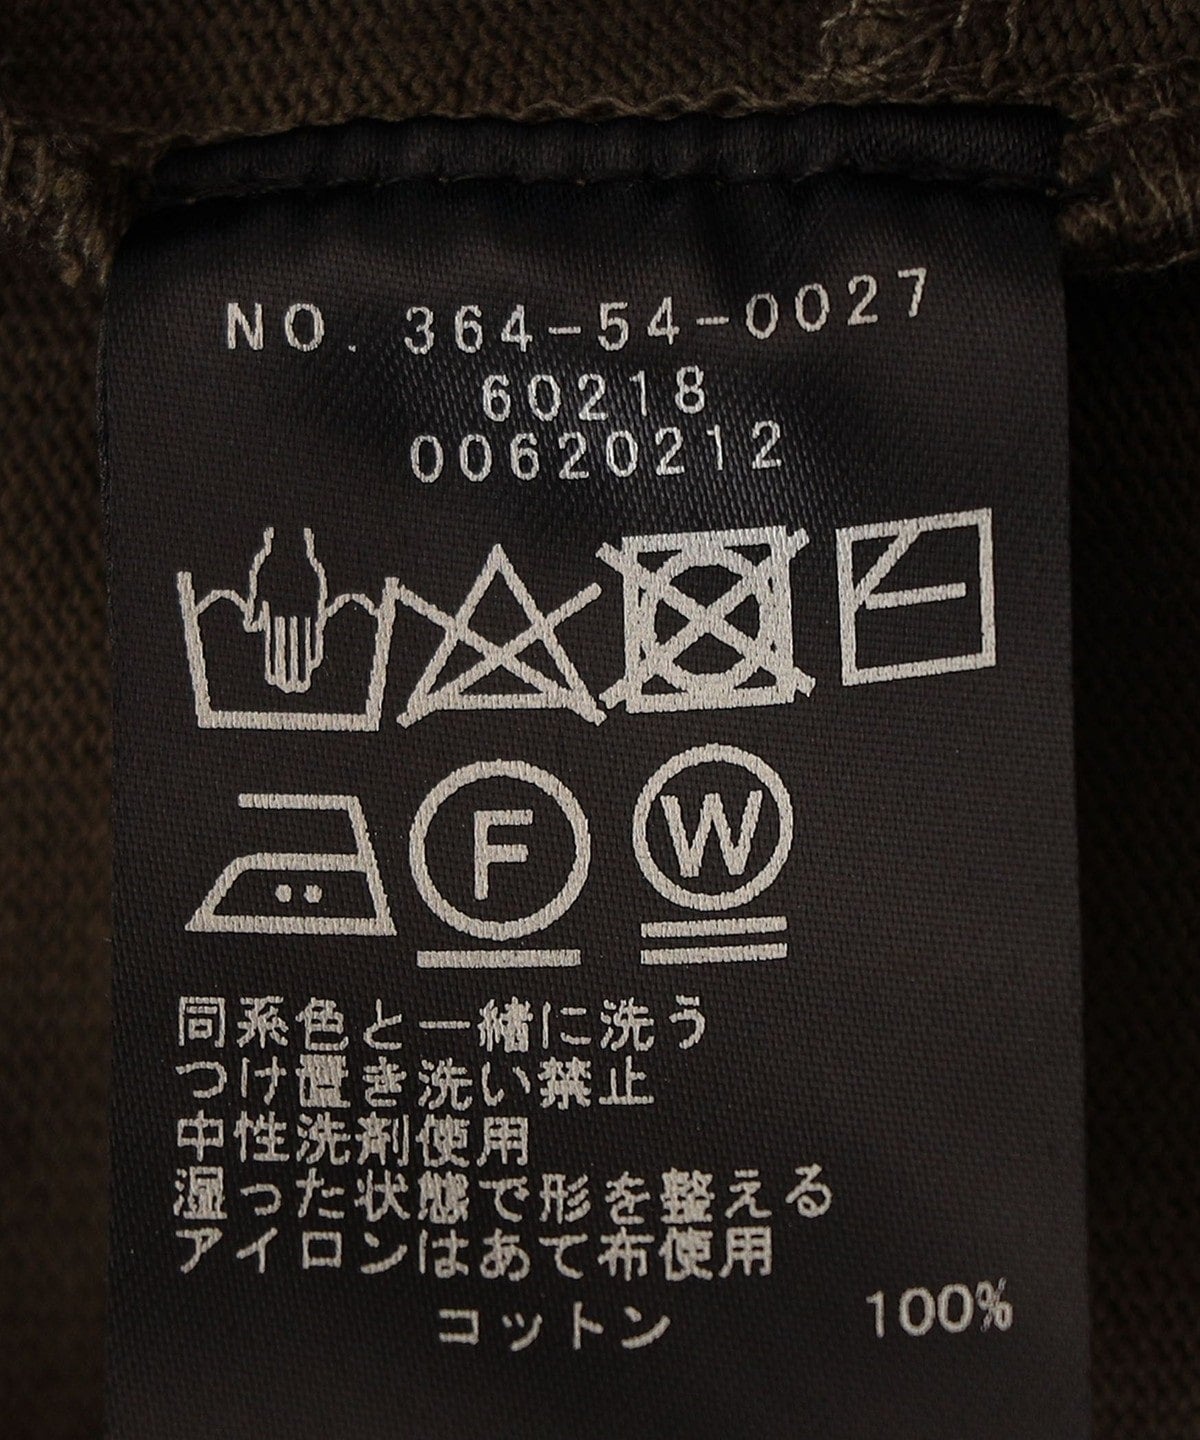 NO. 364-54-0027
60218
00620212
F W
同系色と一緒に洗う
つけ置き洗い禁止
中性洗剤使用
湿った状態で形を整える
アイロンはあて布使用
コットン 100%